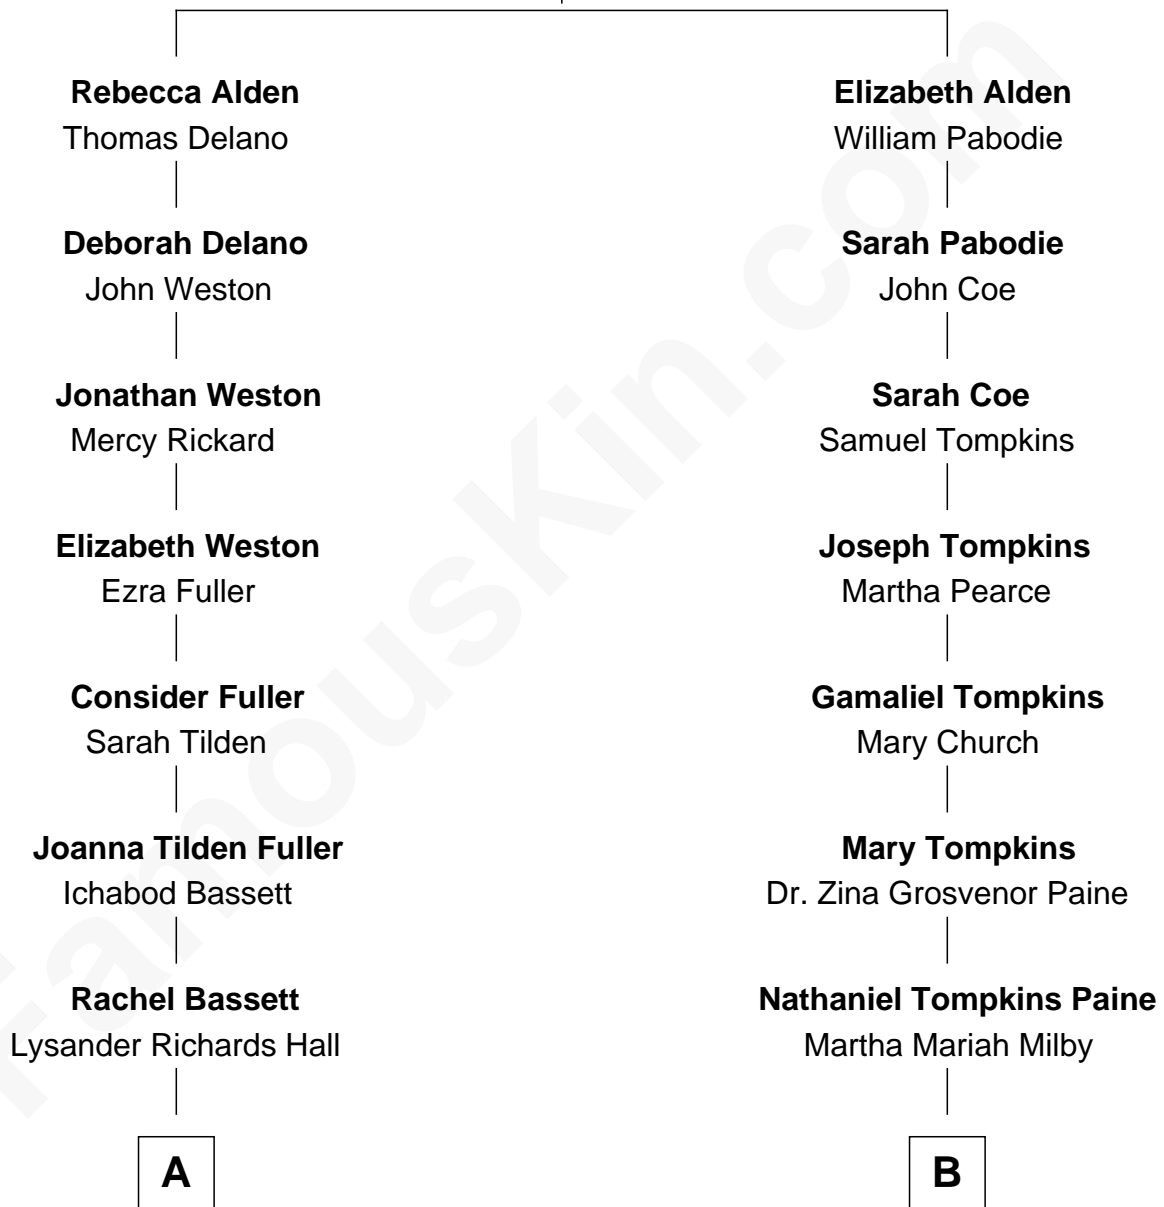 Rebecca Alden
Thomas Delano
Elizabeth Alden
William Pabodie
Deborah Delano
John Weston
Sarah Pabodie
John Coe
Jonathan Weston
Mercy Rickard
Sarah Coe
Samuel Tompkins
Elizabeth Weston
Ezra Fuller
Joseph Tompkins
Martha Pearce
Consider Fuller
Sarah Tilden
Gamaliel Tompkins
Mary Church
Joanna Tilden Fuller
Ichabod Bassett
Mary Tompkins
Dr. Zina Grosvenor Paine
Rachel Bassett
Lysander Richards Hall
Nathaniel Tompkins Paine
Martha Mariah Milby
A
B
FamousKin.com